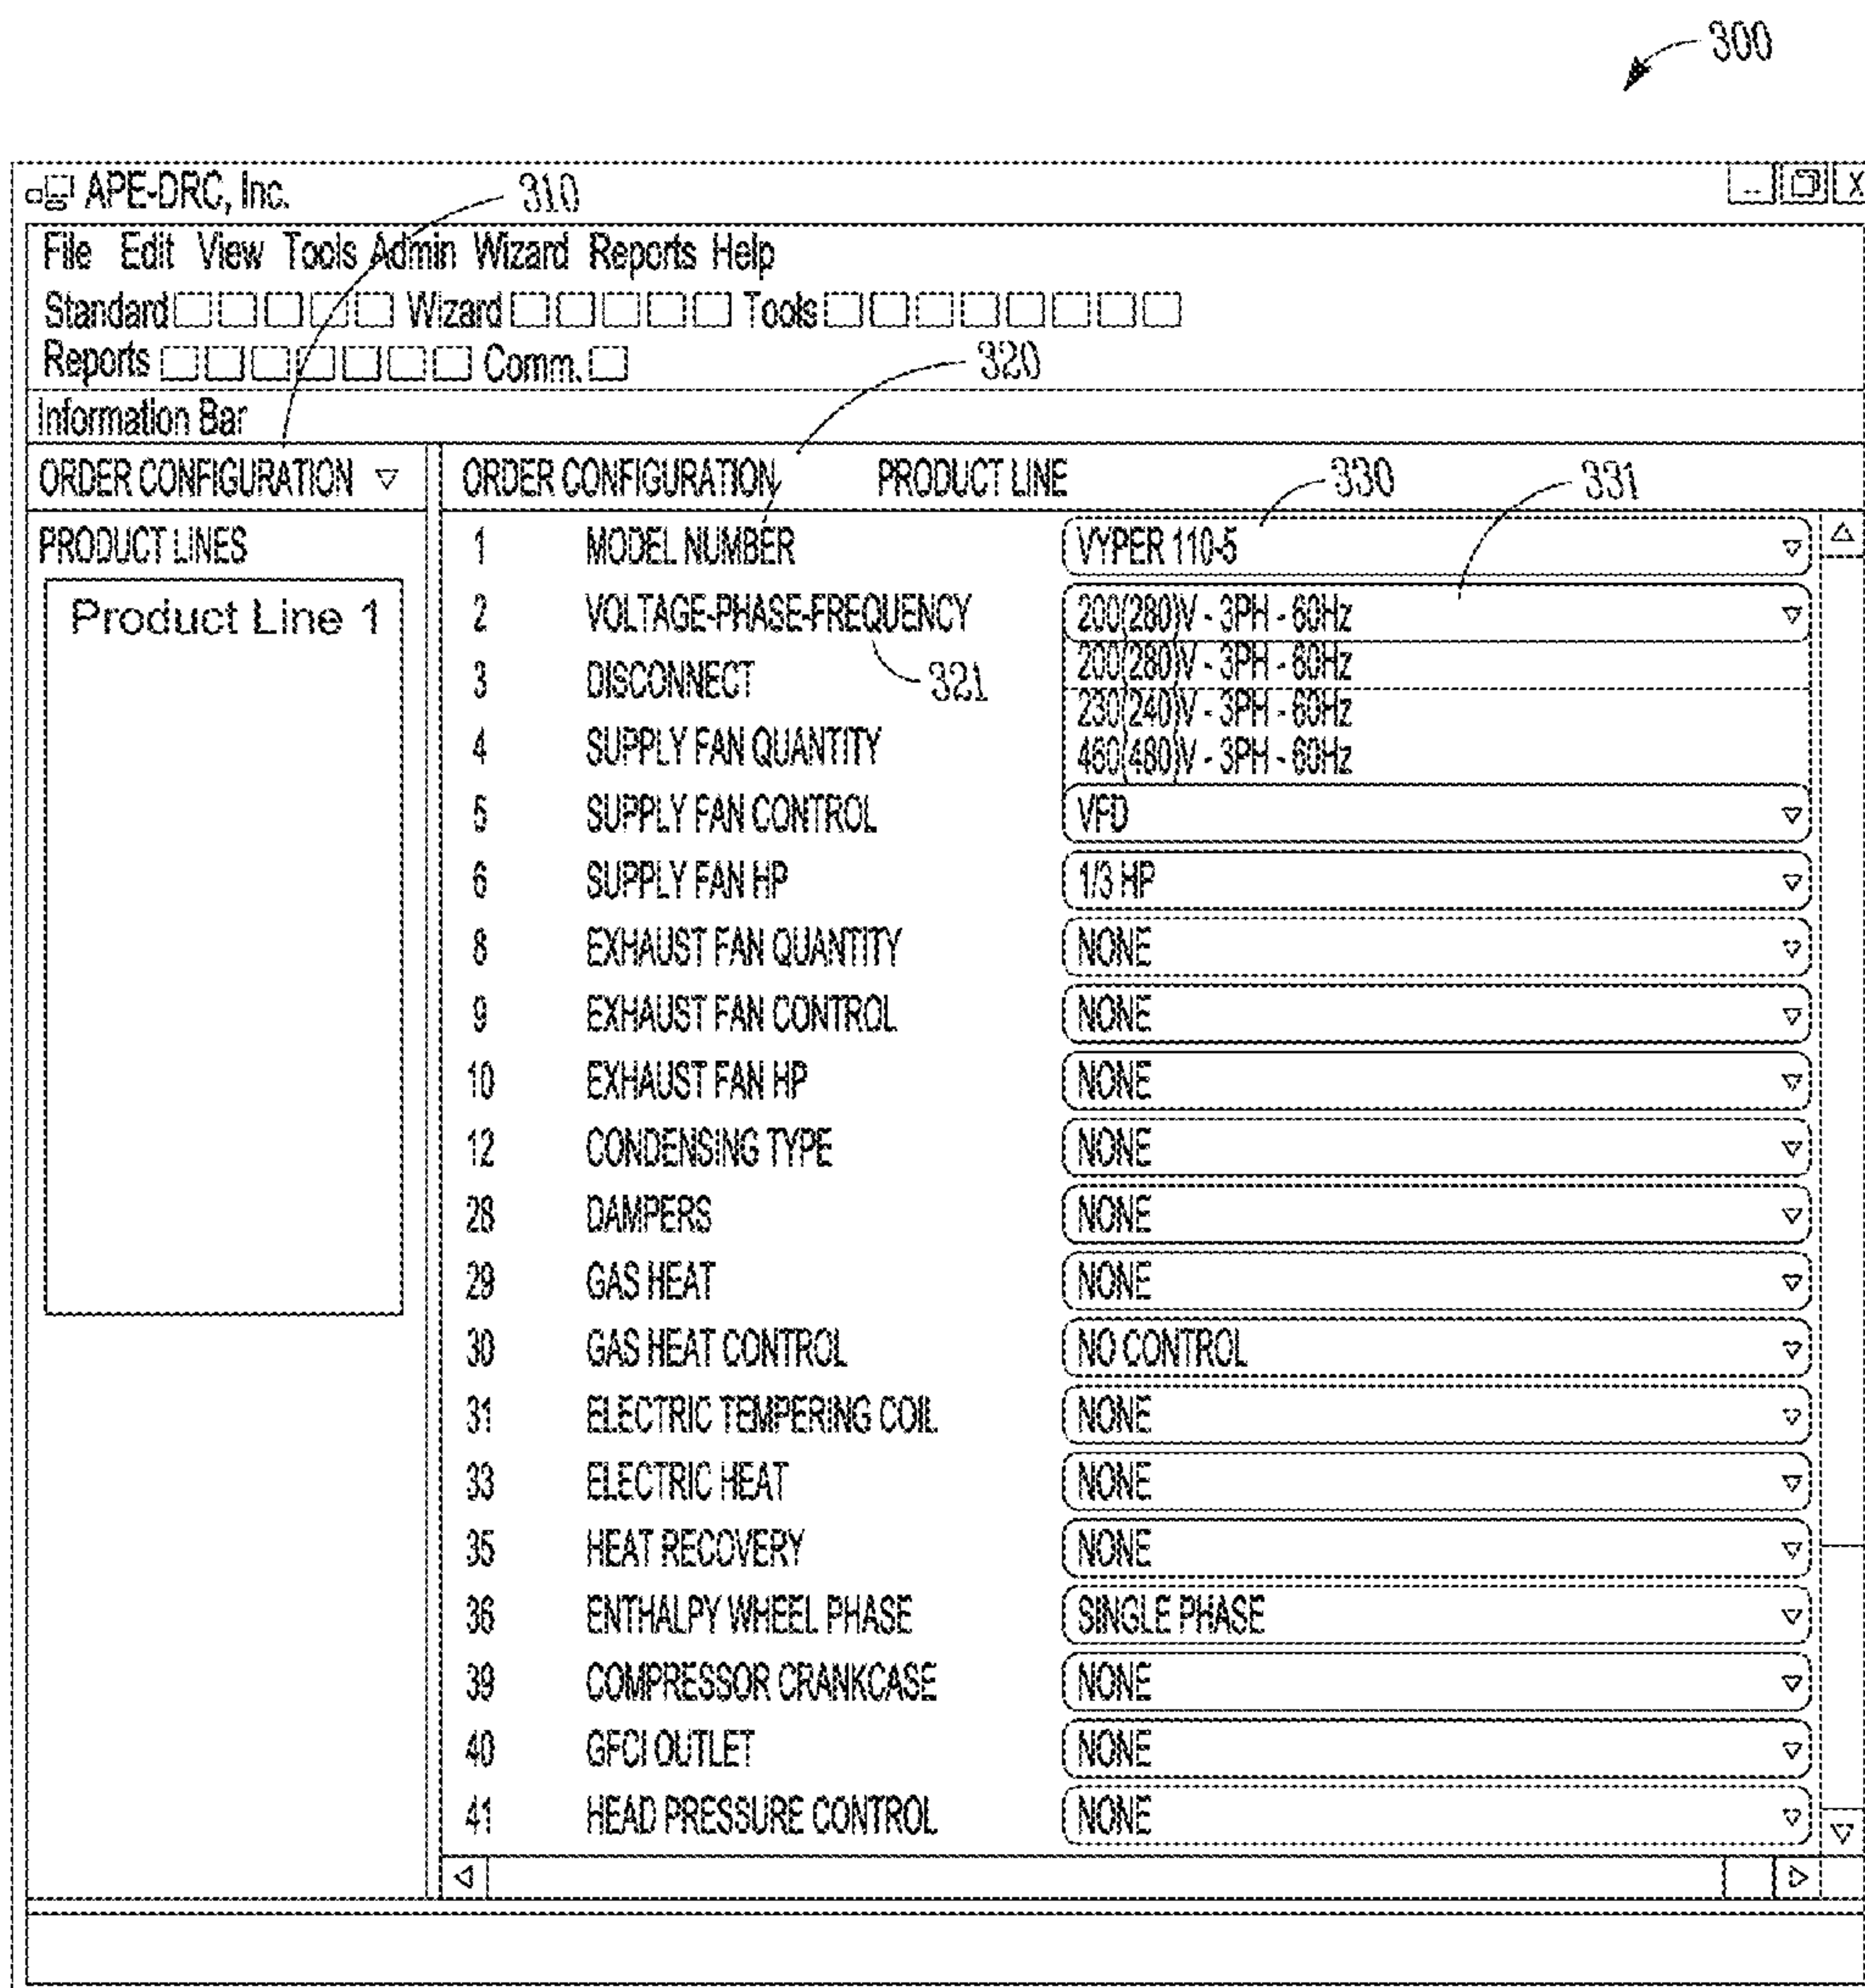 300
APE-DRC, Inc.
310
-- X
File Edit View Tools Admin Wizard Reports Help
Standard Wizard Tools
Reports Comm.
320
Information Bar
ORDER CONFIGURATION
ORDER CONFIGURATION PRODUCT LINE
330
331
PRODUCT LINES
Product Line 1
1 MODEL NUMBER VYPER 110-5
2 VOLTAGE-PHASE-FREQUENCY 200(280)V - 3PH - 60Hz
321
200(280)V - 3PH - 60Hz
3 DISCONNECT
230(240)V - 3PH - 60Hz
4 SUPPLY FAN QUANTITY
460(480)V - 3PH - 60Hz
5 SUPPLY FAN CONTROL VFD
6 SUPPLY FAN HP 1/3 HP
8 EXHAUST FAN QUANTITY NONE
9 EXHAUST FAN CONTROL NONE
10 EXHAUST FAN HP NONE
12 CONDENSING TYPE NONE
28 DAMPERS NONE
29 GAS HEAT NONE
30 GAS HEAT CONTROL NO CONTROL
31 ELECTRIC TEMPERING COIL NONE
33 ELECTRIC HEAT NONE
35 HEAT RECOVERY NONE
36 ENTHALPY WHEEL PHASE SINGLE PHASE
39 COMPRESSOR CRANKCASE NONE
40 GFCI OUTLET NONE
41 HEAD PRESSURE CONTROL NONE